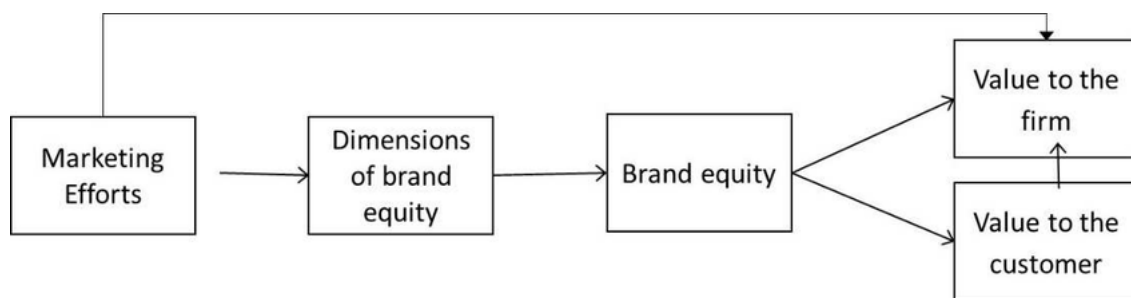 Marketing
Efforts
Dimensions
of brand
equity
Brand equity
Value to the
firm
Value to the
customer